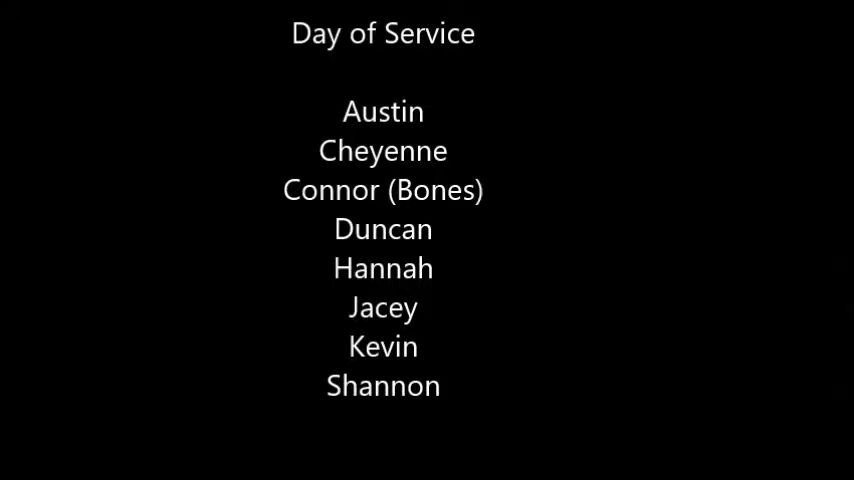 Day of Service
Austin
Cheyenne
Connor (Bones)
Duncan
Hannah
Jacey
Kevin
Shannon